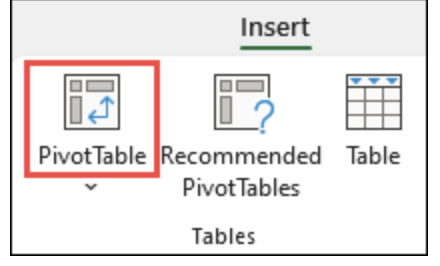 Insert
PivotTable
Recommended
PivotTables
Table
Tables